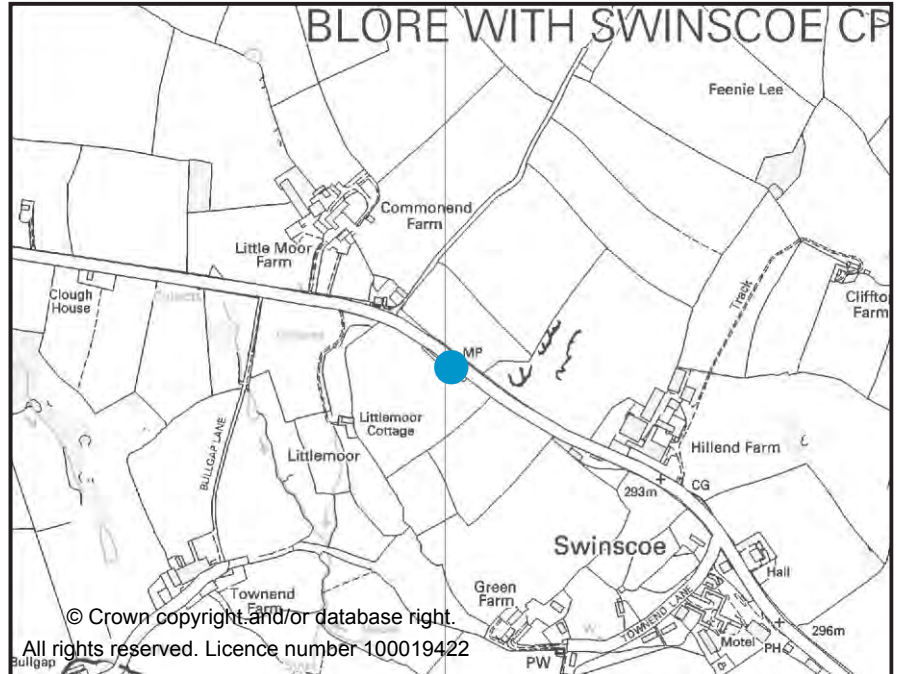 BLORE WITH SWINSCOE CP
Feenie Lee
Commonend
Farm
Little Moor
Farm
Track
Clough
House
Clifto
Farm
MP
Littlemoor
Cottage
BULLGAP LANE
Littlemoor
Hillend Farm
CG
293m
Swinscoe
Hall
Green
Farm
Townend
Farm
TOWNEND LANE
W
© Crown copyright and/or database right.
296m
Motel
PH
All rights reserved. Licence number 100019422
Bullgap
PW